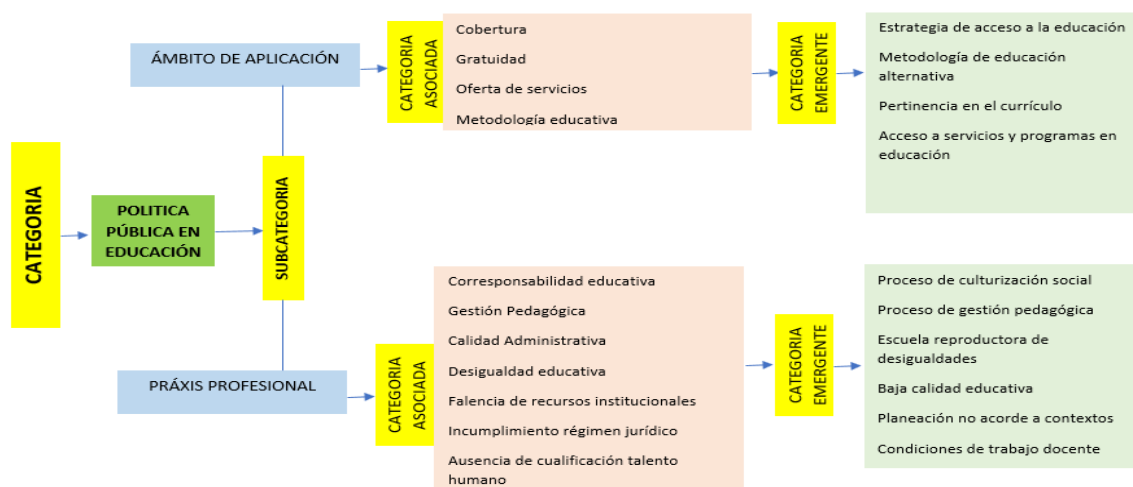 CATEGORIA
POLITICA
PÚBLICA EN
EDUCACIÓN
SUBCATEGORIA
ÁMBITO DE APLICACIÓN
CATEGORIA
ASOCIADA
Cobertura
Gratuidad
Oferta de servicios
Metodología educativa
CATEGORIA
EMERGENTE
Estrategia de acceso a la educación
Metodología de educación
alternativa
Pertinencia en el currículo
Acceso a servicios y programas en
educación
PRÁXIS PROFESIONAL
CATEGORIA
ASOCIADA
Corresponsabilidad educativa
Gestión Pedagógica
Calidad Administrativa
Desigualdad educativa
Falencia de recursos institucionales
Incumplimiento régimen jurídico
Ausencia de cualificación talento
humano
CATEGORIA
EMERGENTE
Proceso de culturización social
Proceso de gestión pedagógica
Escuela reproductora de
desigualdades
Baja calidad educativa
Planeación no acorde a contextos
Condiciones de trabajo docente